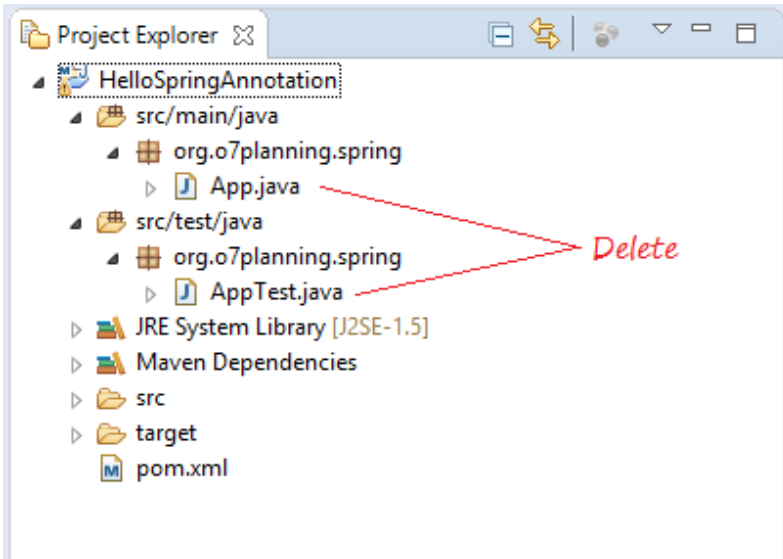 Project Explorer
HelloSpringAnnotation
src/main/java
org.o7planning.spring
App.java
src/test/java
Delete
org.o7planning.spring
AppTest.java
JRE System Library [J2SE-1.5]
Maven Dependencies
src
target
pom.xml